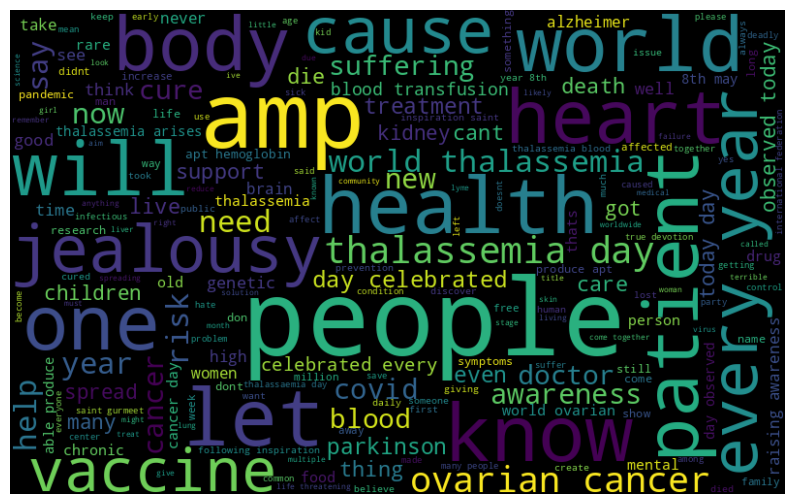 keep early little age
take mean never
kid
alzheimer something please
always deadly
say body cause world issue
rare see suffering long
didnt look ive die year 8th 8th may observed today
pandemic increase think cure blood transfusion death well
science girl man sick likely
remember now life use treatment inspiration saint heart failure together
thalassemia arises amp kidney cant thalassemia blood affected yes
good aim way apt hemoglobin world thalassemia international federation
will took said support brain community lyme new doesnt much caused medical
time public known
anything thalassemia health got thats drug
infectious live affect left worldwide today day every year
research liver right need true devotion called
jealousy thalassemia day patient
cured spreading prevention produce apt getting
become old genetic day celebrated condition discover title care lost terrible
children risk people skin woman control
must hate solution free human person party
month don stage living come together virus
one problem year high celebrated every symptoms still name
help spread women million suffer even doctor come
many cancer dont thalassaemia day save covid giving awareness day observed raising awareness
able produce everyone saint gurmeet might cancer day want let daily someone blood first world ovarian show
center treat week away know among
chronic following inspiration parkinson mental
vaccine give common multiple food thing many people create family
life threatening believe made ovarian cancer died